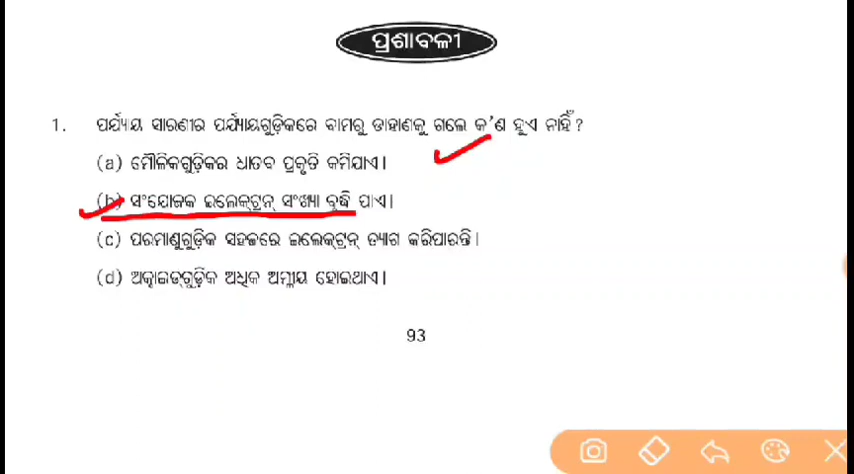 ପ୍ରଶ୍ନାବଳୀ
1. ପର୍ଯ୍ୟାୟ ସାରଣୀର ପର୍ଯ୍ୟାୟଗୁଡ଼ିକରେ ବାମରୁ ଡାହାଣକୁ ଗଲେ କ'ଣ ହୁଏ ନାହିଁ ?
(a) ମୌଳିକଗୁଡ଼ିକର ଧାତବ ପ୍ରକୃତି କମିଯାଏ।
(b) ସଂଯୋଜକ ଇଲେକ୍‌ଟ୍ରନ୍ ସଂଖ୍ୟା ବୃଦ୍ଧି ପାଏ।
(c) ପରମାଣୁଗୁଡ଼ିକ ସହଜରେ ଇଲେକ୍‌ଟ୍ରନ୍ ତ୍ୟାଗ କରିପାରନ୍ତି।
(d) ଅକ୍ସାଇଡ୍‌ଗୁଡ଼ିକ ଅଧିକ ଅମ୍ଳୀୟ ହୋଇଥାଏ।
93